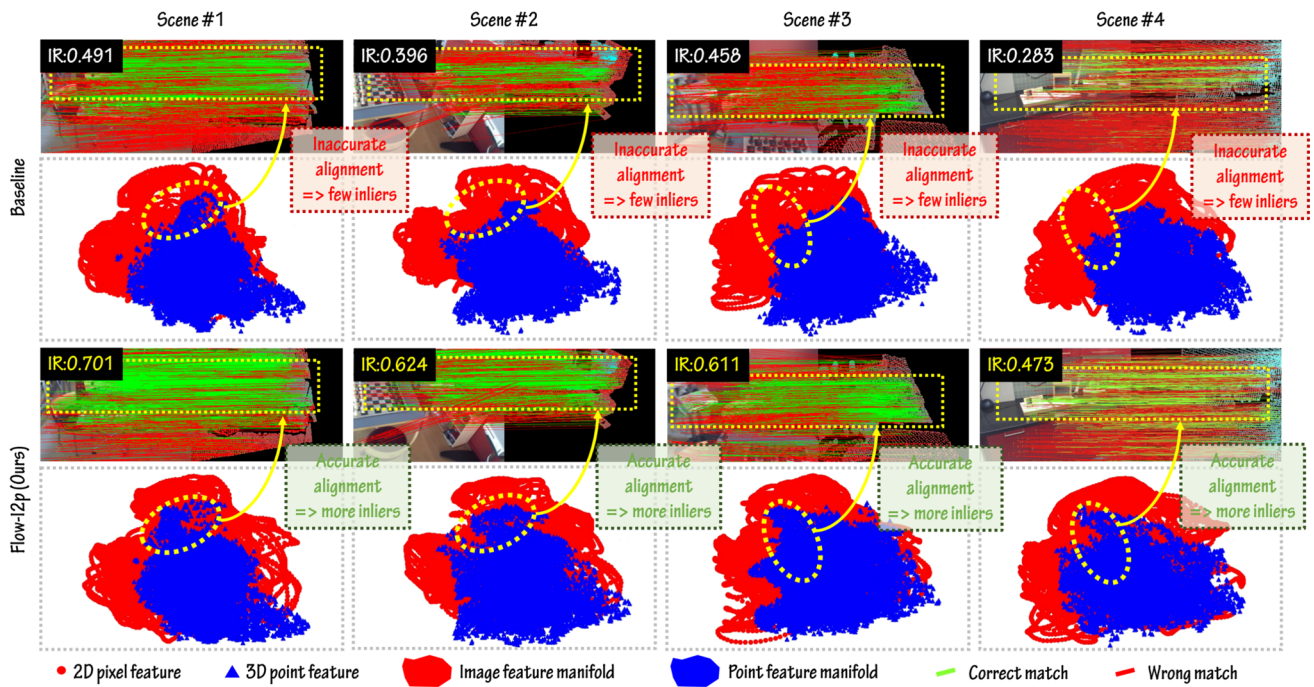 Scene #1
Scene #2
Scene #3
Scene #4
Baseline
IR:0.491
IR:0.396
IR:0.458
IR:0.283
Inaccurate
alignment
=> few inliers
Inaccurate
alignment
=> few inliers
Inaccurate
alignment
=> few inliers
Inaccurate
alignment
=> few inliers
Flow-I2p (Ours)
IR:0.701
IR:0.624
IR:0.611
IR:0.473
Accurate
alignment
=> more inliers
Accurate
alignment
=> more inliers
Accurate
alignment
=> more inliers
Accurate
alignment
=> more inliers
2D pixel feature
3D point feature
Image feature manifold
Point feature manifold
Correct match
Wrong match